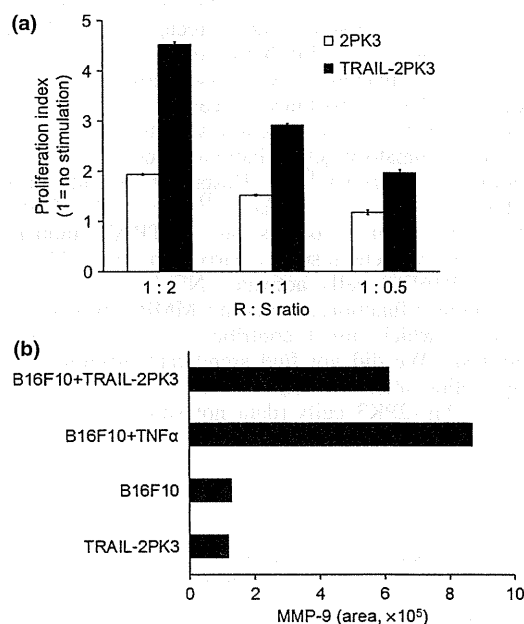 (a)
2PK3
TRAIL-2PK3
Proliferation index
(1 = no stimulation)
5
4
3
2
1
0
1 : 2
1 : 1
1 : 0.5
R : S ratio
(b)
B16F10+TRAIL-2PK3
B16F10+TNFα
B16F10
TRAIL-2PK3
0
2
4
6
8
10
MMP-9 (area, ×10⁵)